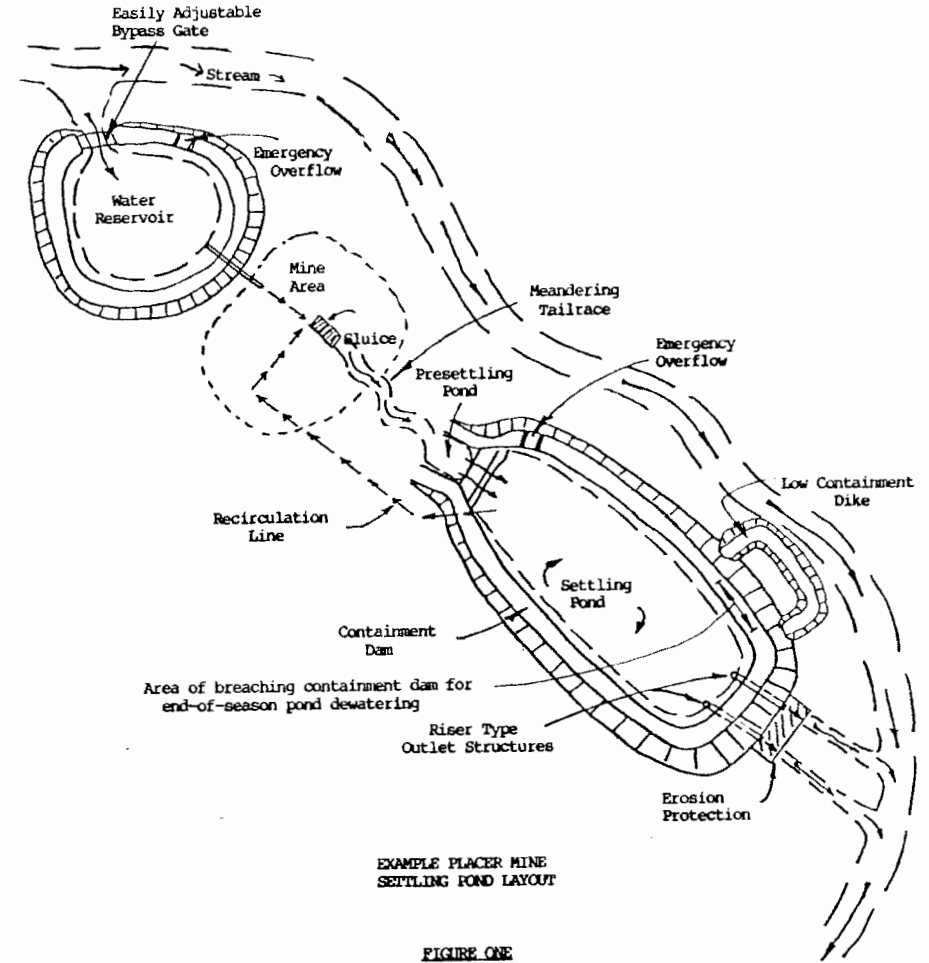 Easily Adjustable
Bypass Gate
Stream
Emergency
Overflow
Water
Reservoir
Mine
Area
Meandering
Tailrace
Sluice
Emergency
Overflow
Presettling
Pond
Low Containment
Dike
Recirculation
Line
Settling
Pond
Containment
Dam
Area of breaching containment dam for
end-of-season pond dewatering
Riser Type
Outlet Structures
Erosion
Protection
EXAMPLE PLACER MINE
SETTLING POND LAYOUT
FIGURE ONE